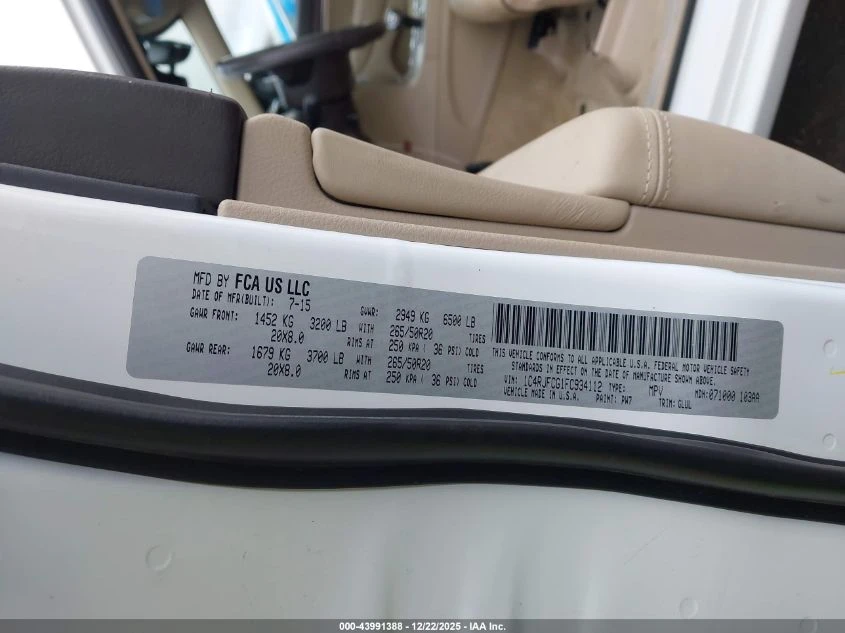 MFD BY FCA US LLC
DATE OF MFR(BUILT): 7-15
GVWR: 2949 KG 6500 LB
GAWR FRONT: 1452 KG 3200 LB WITH 265/50R20 TIRES
20X8.0 RIMS AT 250 KPA ( 36 PSI) COLD
GAWR REAR: 1679 KG 3700 LB WITH 265/50R20 TIRES
20X8.0 RIMS AT 250 KPA ( 36 PSI) COLD
THIS VEHICLE CONFORMS TO ALL APPLICABLE U.S.A. FEDERAL MOTOR VEHICLE SAFETY
STANDARDS IN EFFECT ON THE DATE OF MANUFACTURE SHOWN ABOVE.
VIN: 1C4RJFCG1FC934112 TYPE: MPV MDH:071000 103AA
VEHICLE MADE IN U.S.A. PAINT: PW7 TRIM: GLUL
000-43991388 - 12/22/2025 - IAA Inc.